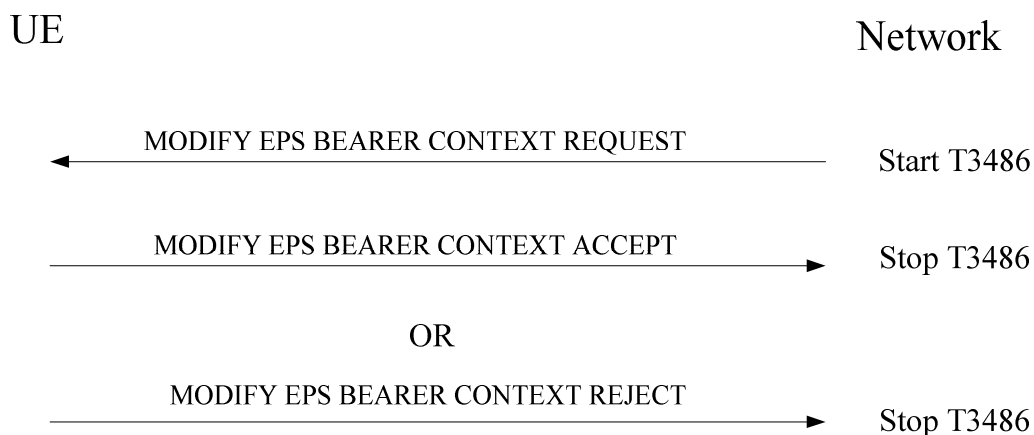 UE
Network
MODIFY EPS BEARER CONTEXT REQUEST
Start T3486
MODIFY EPS BEARER CONTEXT ACCEPT
Stop T3486
OR
MODIFY EPS BEARER CONTEXT REJECT
Stop T3486